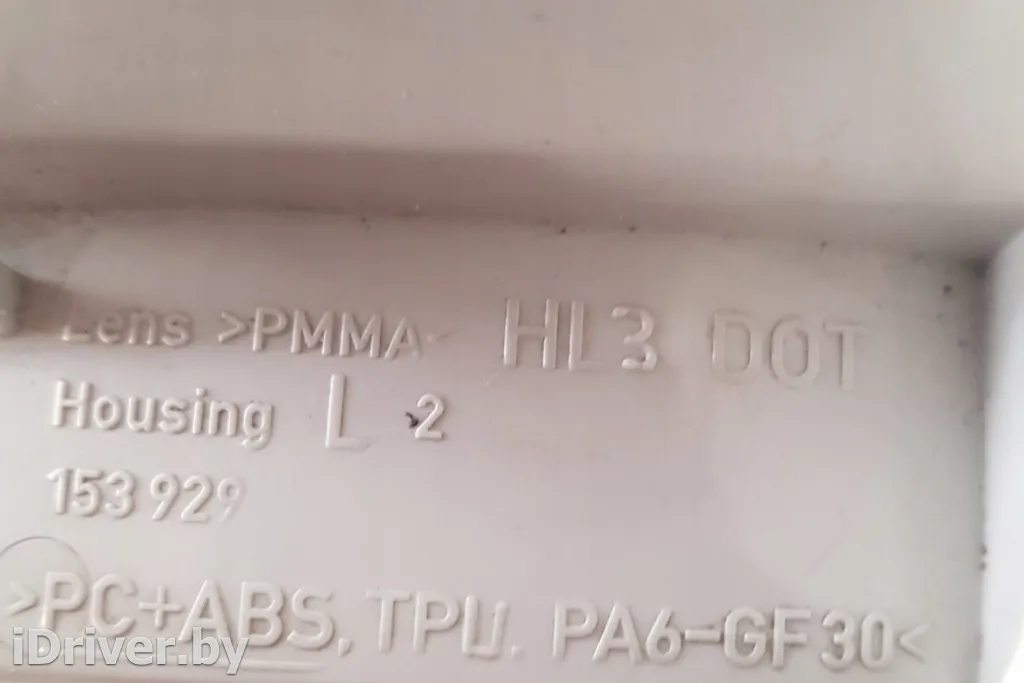 Lens >PMMA< HL3 DOT
Housing L 2
153 929
>PC+ABS, TPU. PA6-GF30<
iDriver.by